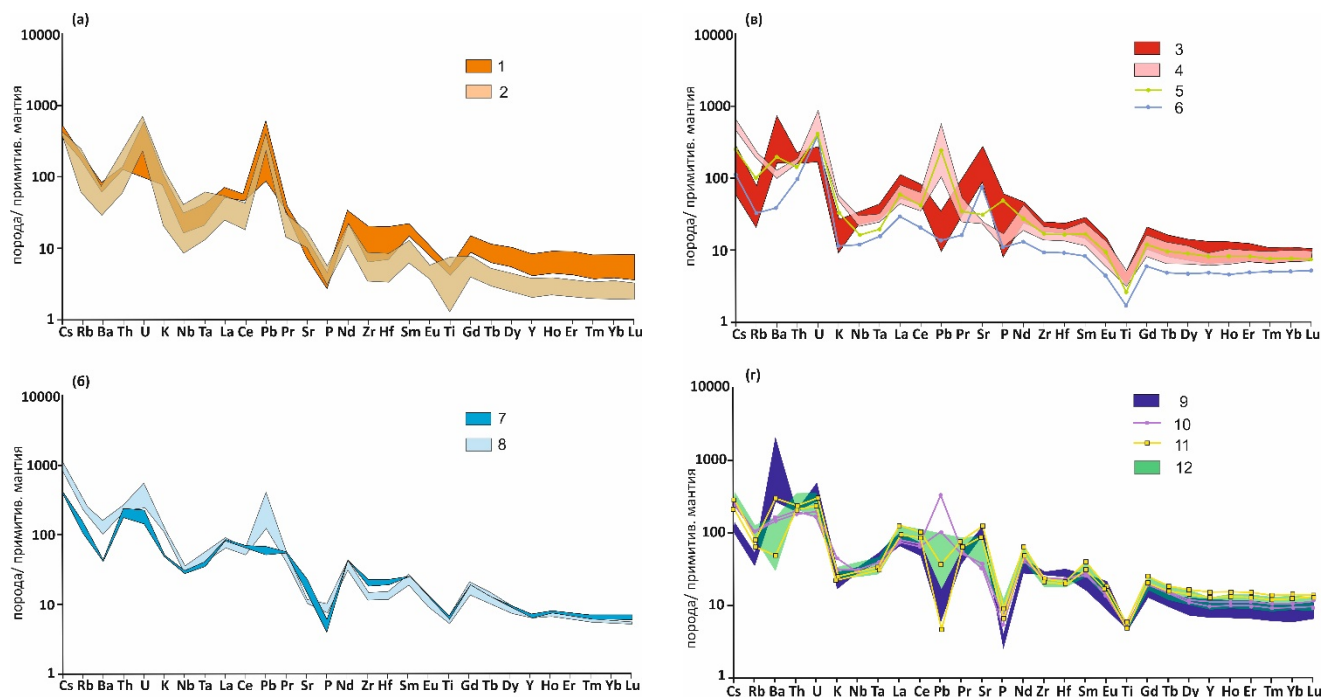 (а)
10000
1000
100
10
1
порода/ примитив. мантия
1
2
Cs Rb Ba Th U K Nb Ta La Ce Pb Pr Sr P Nd Zr Hf Sm Eu Ti Gd Tb Dy Y Ho Er Tm Yb Lu
(в)
10000
1000
100
10
1
порода/ примитив. мантия
3
4
5
6
Cs Rb Ba Th U K Nb Ta La Ce Pb Pr Sr P Nd Zr Hf Sm Eu Ti Gd Tb Dy Y Ho Er Tm Yb Lu
(б)
10000
1000
100
10
1
порода/ примитив. мантия
7
8
Cs Rb Ba Th U K Nb Ta La Ce Pb Pr Sr P Nd Zr Hf Sm Eu Ti Gd Tb Dy Y Ho Er Tm Yb Lu
(г)
10000
1000
100
10
1
порода/ примитив. мантия
9
10
11
12
Cs Rb Ba Th U K Nb Ta La Ce Pb Pr Sr P Nd Zr Hf Sm Eu Ti Gd Tb Dy Y Ho Er Tm Yb Lu